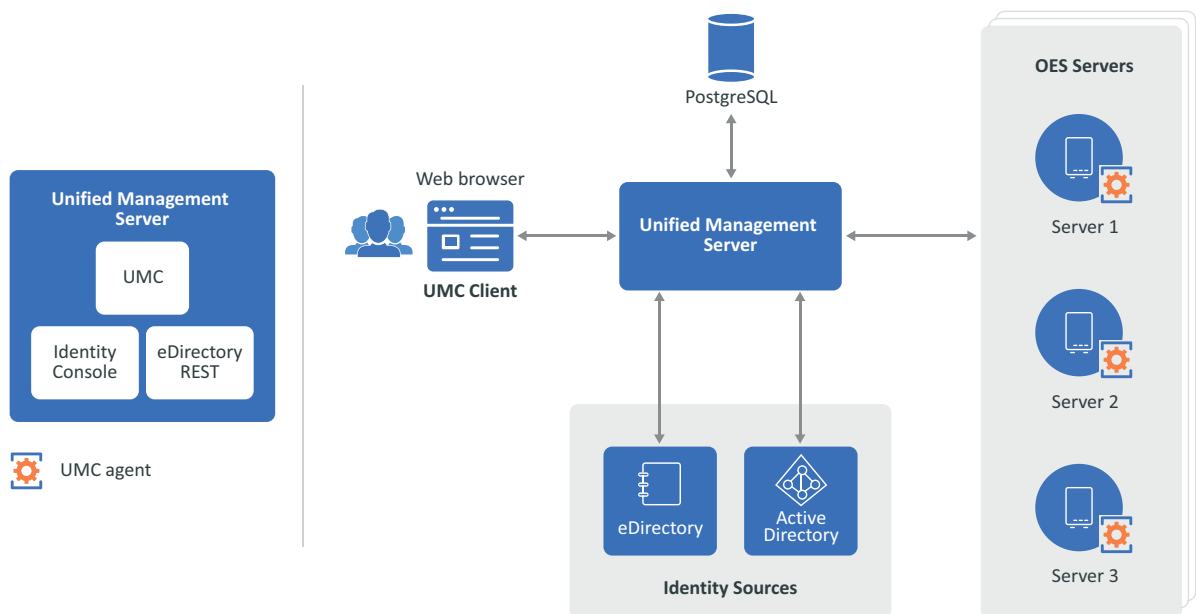 Unified Management
Server
UMC
Identity
Console
eDirectory
REST
UMC agent
PostgreSQL
Web browser
UMC Client
Unified Management
Server
eDirectory
Active
Directory
Identity Sources
OES Servers
Server 1
Server 2
Server 3